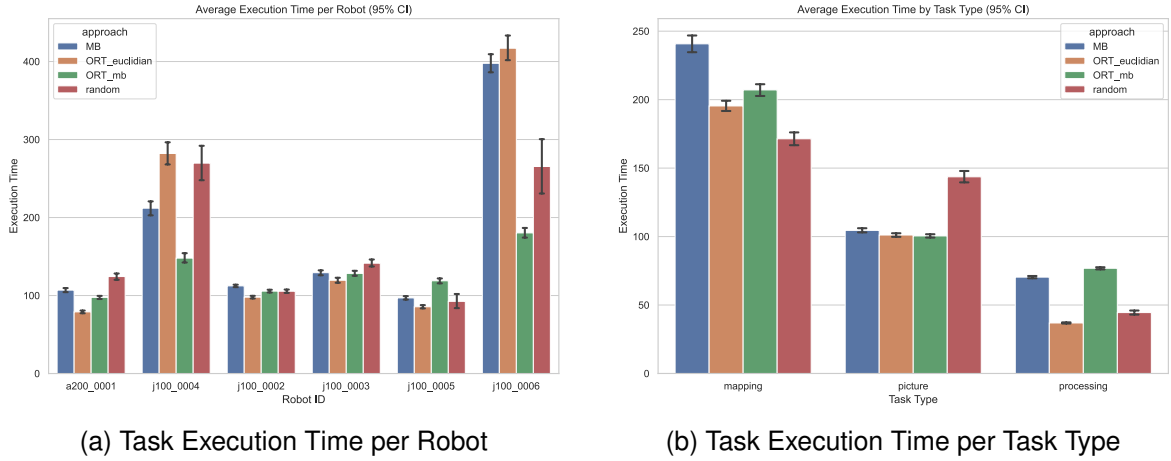 Average Execution Time per Robot (95% CI)
approach
MB
ORT_euclidian
ORT_mb
random
Execution Time
400
300
200
100
0
a200_0001
j100_0004
j100_0002
j100_0003
j100_0005
j100_0006
Robot ID
(a) Task Execution Time per Robot
Average Execution Time by Task Type (95% CI)
approach
MB
ORT_euclidian
ORT_mb
random
Execution Time
250
200
150
100
50
0
mapping
picture
processing
Task Type
(b) Task Execution Time per Task Type